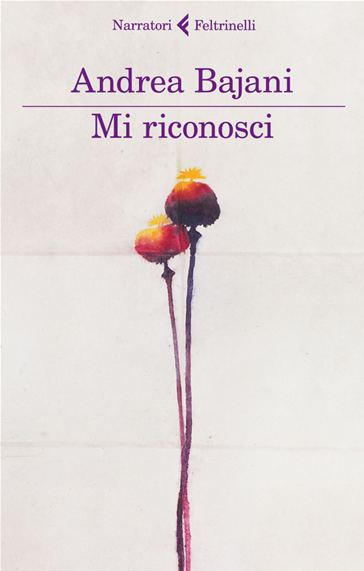 Narratori Feltrinelli
Andrea Bajani
Mi riconosci